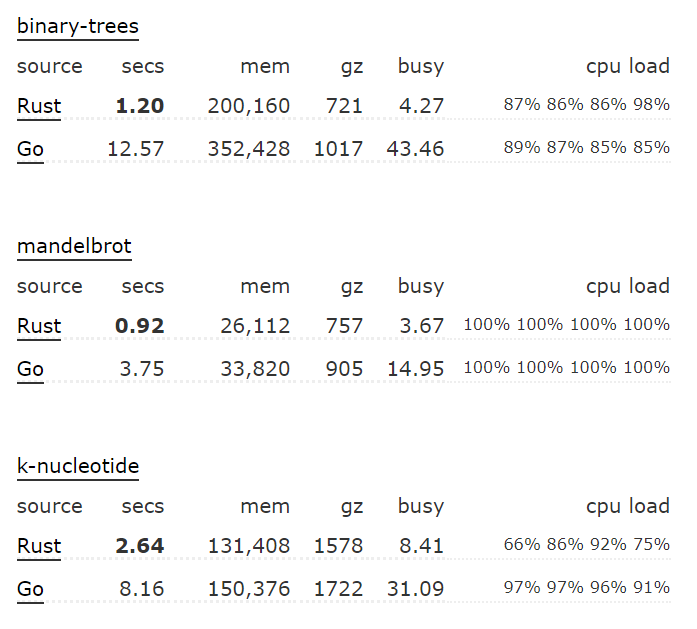 binary-trees
source secs mem gz busy cpu load
Rust 1.20 200,160 721 4.27 87% 86% 86% 98%
Go 12.57 352,428 1017 43.46 89% 87% 85% 85%
mandelbrot
source secs mem gz busy cpu load
Rust 0.92 26,112 757 3.67 100% 100% 100% 100%
Go 3.75 33,820 905 14.95 100% 100% 100% 100%
k-nucleotide
source secs mem gz busy cpu load
Rust 2.64 131,408 1578 8.41 66% 86% 92% 75%
Go 8.16 150,376 1722 31.09 97% 97% 96% 91%